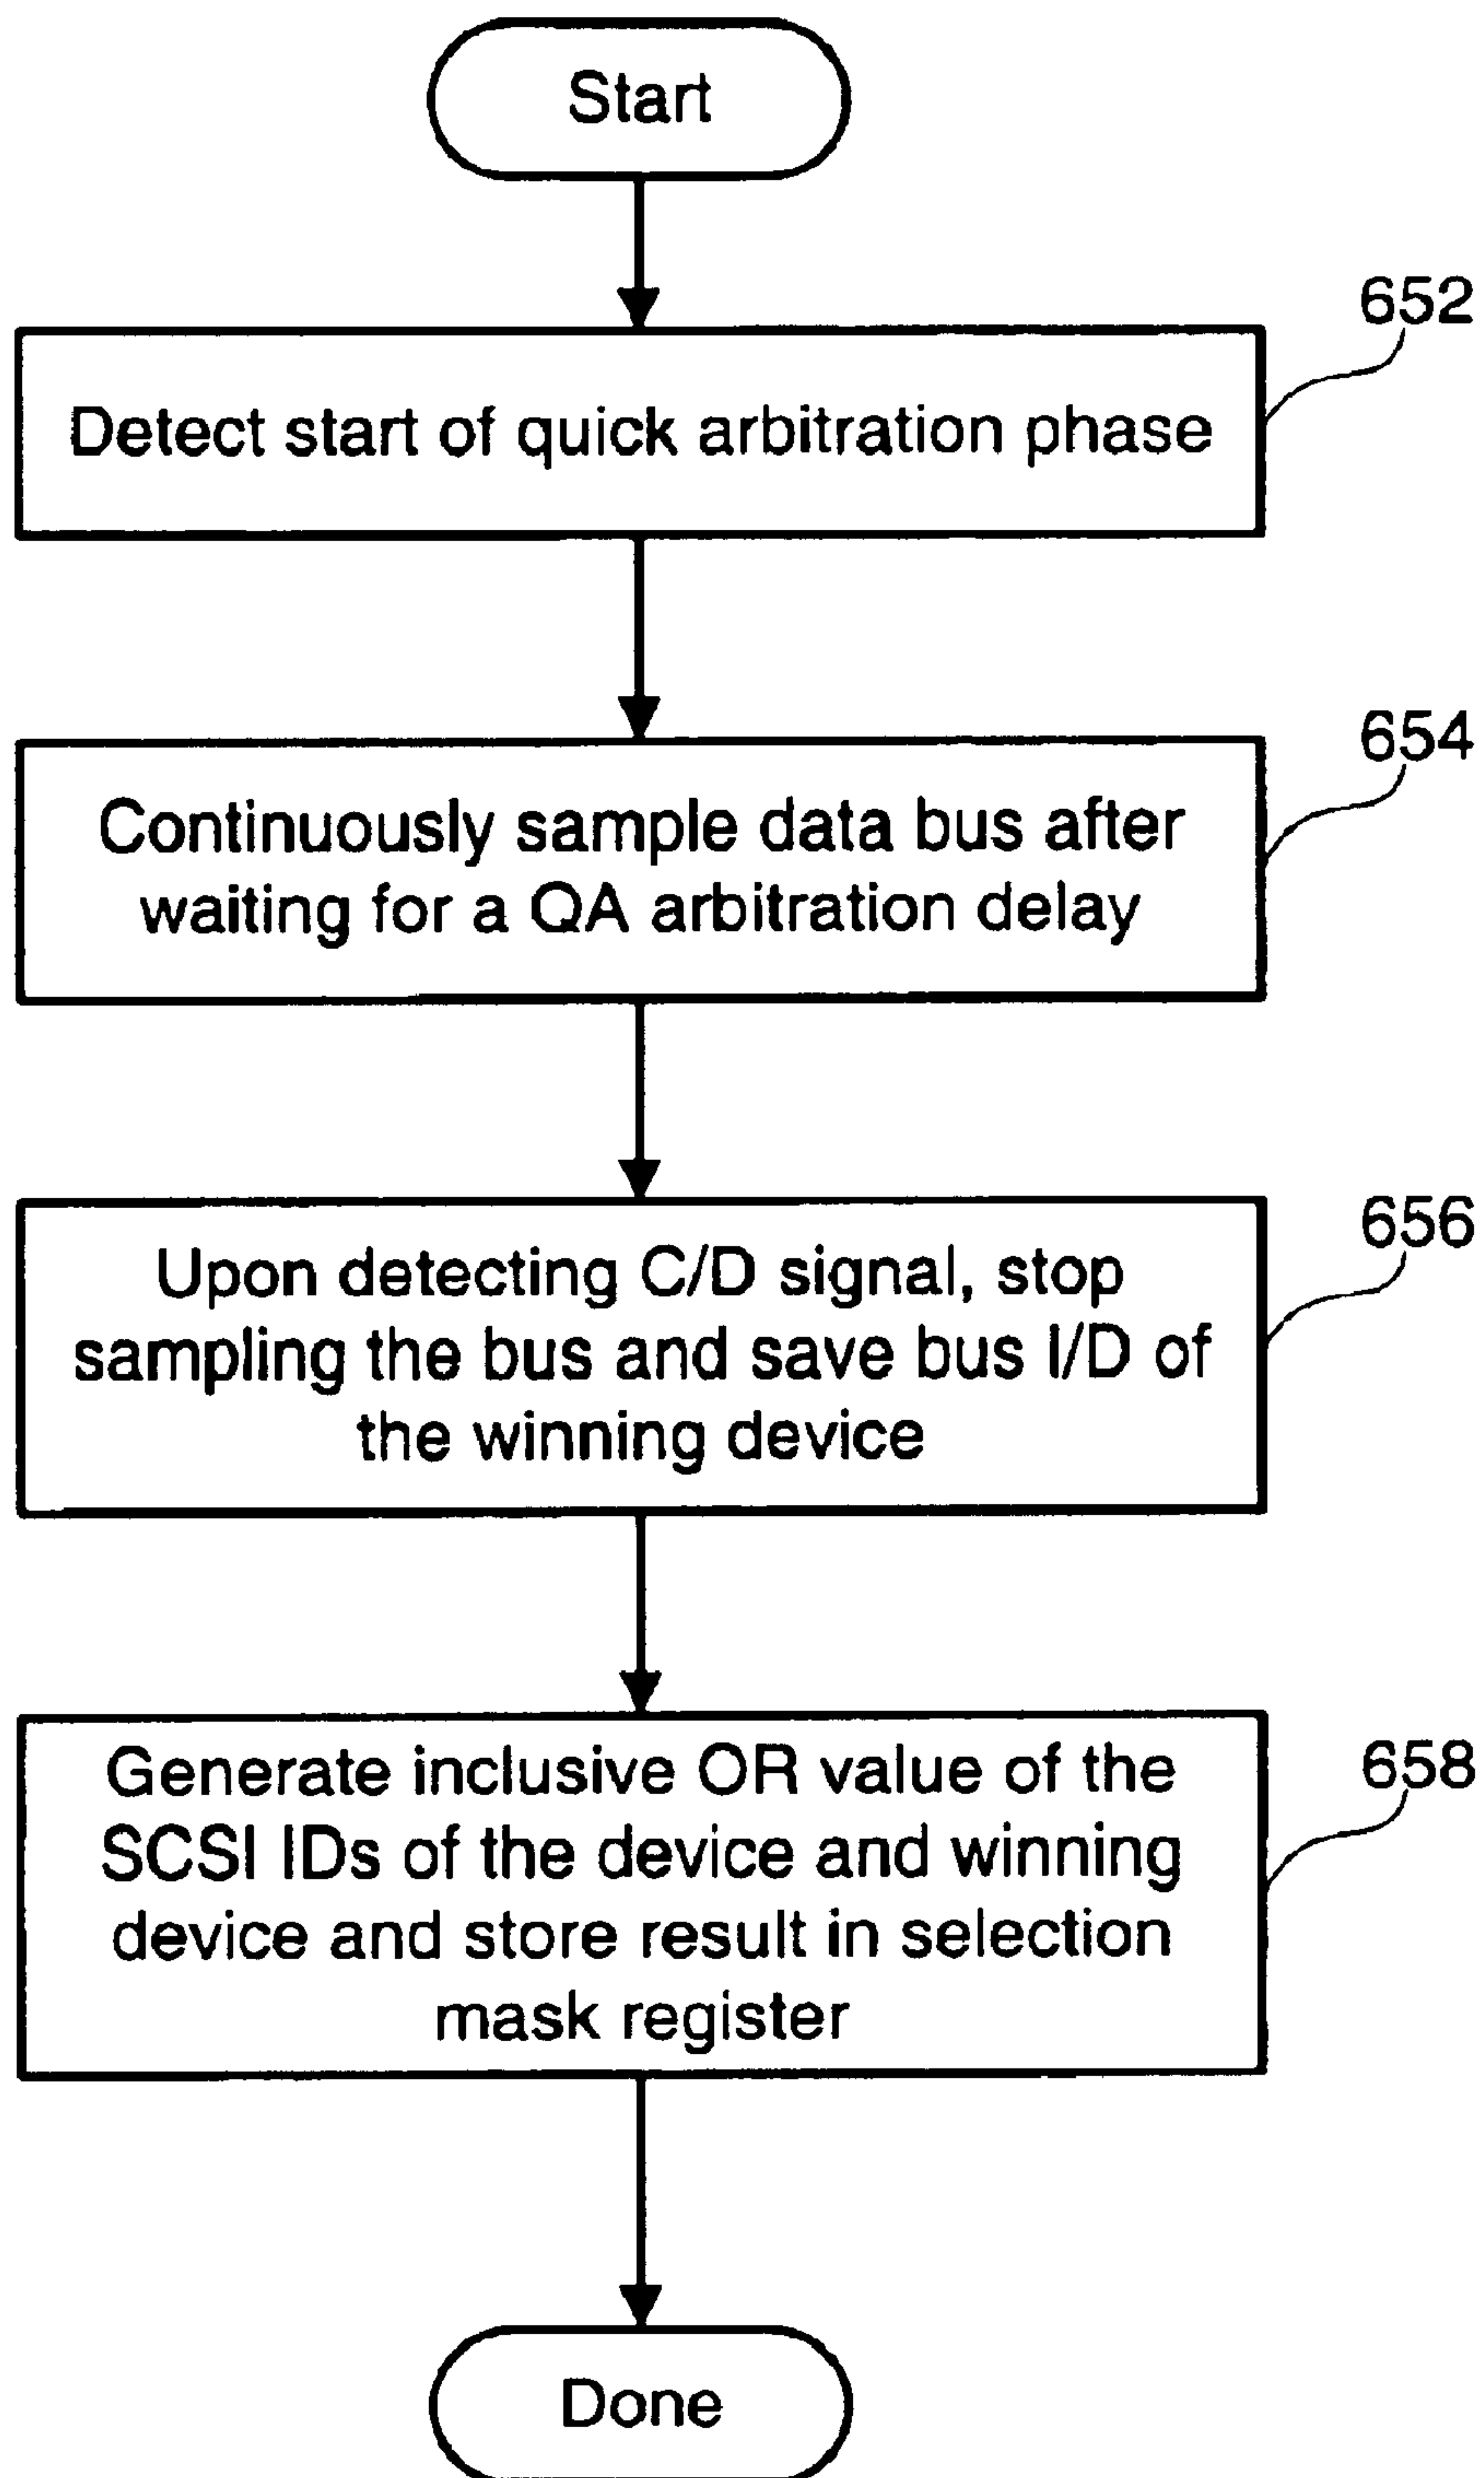 Start
652
Detect start of quick arbitration phase
654
Continuously sample data bus after
waiting for a QA arbitration delay
656
Upon detecting C/D signal, stop
sampling the bus and save bus I/D of
the winning device
658
Generate inclusive OR value of the
SCSI IDs of the device and winning
device and store result in selection
mask register
Done